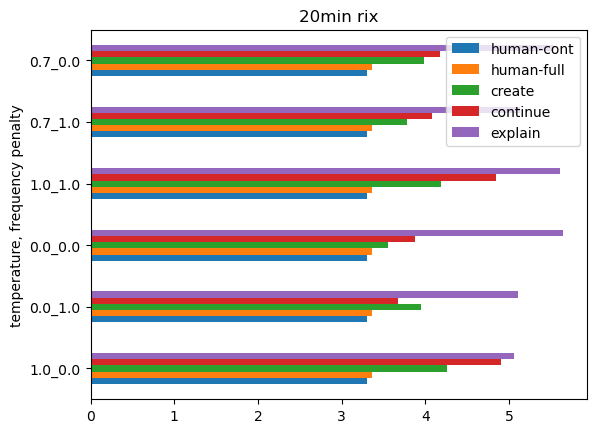 20min rix
temperature, frequency penalty
0.7_0.0
0.7_1.0
1.0_1.0
0.0_0.0
0.0_1.0
1.0_0.0
0 1 2 3 4 5
human-cont
human-full
create
continue
explain